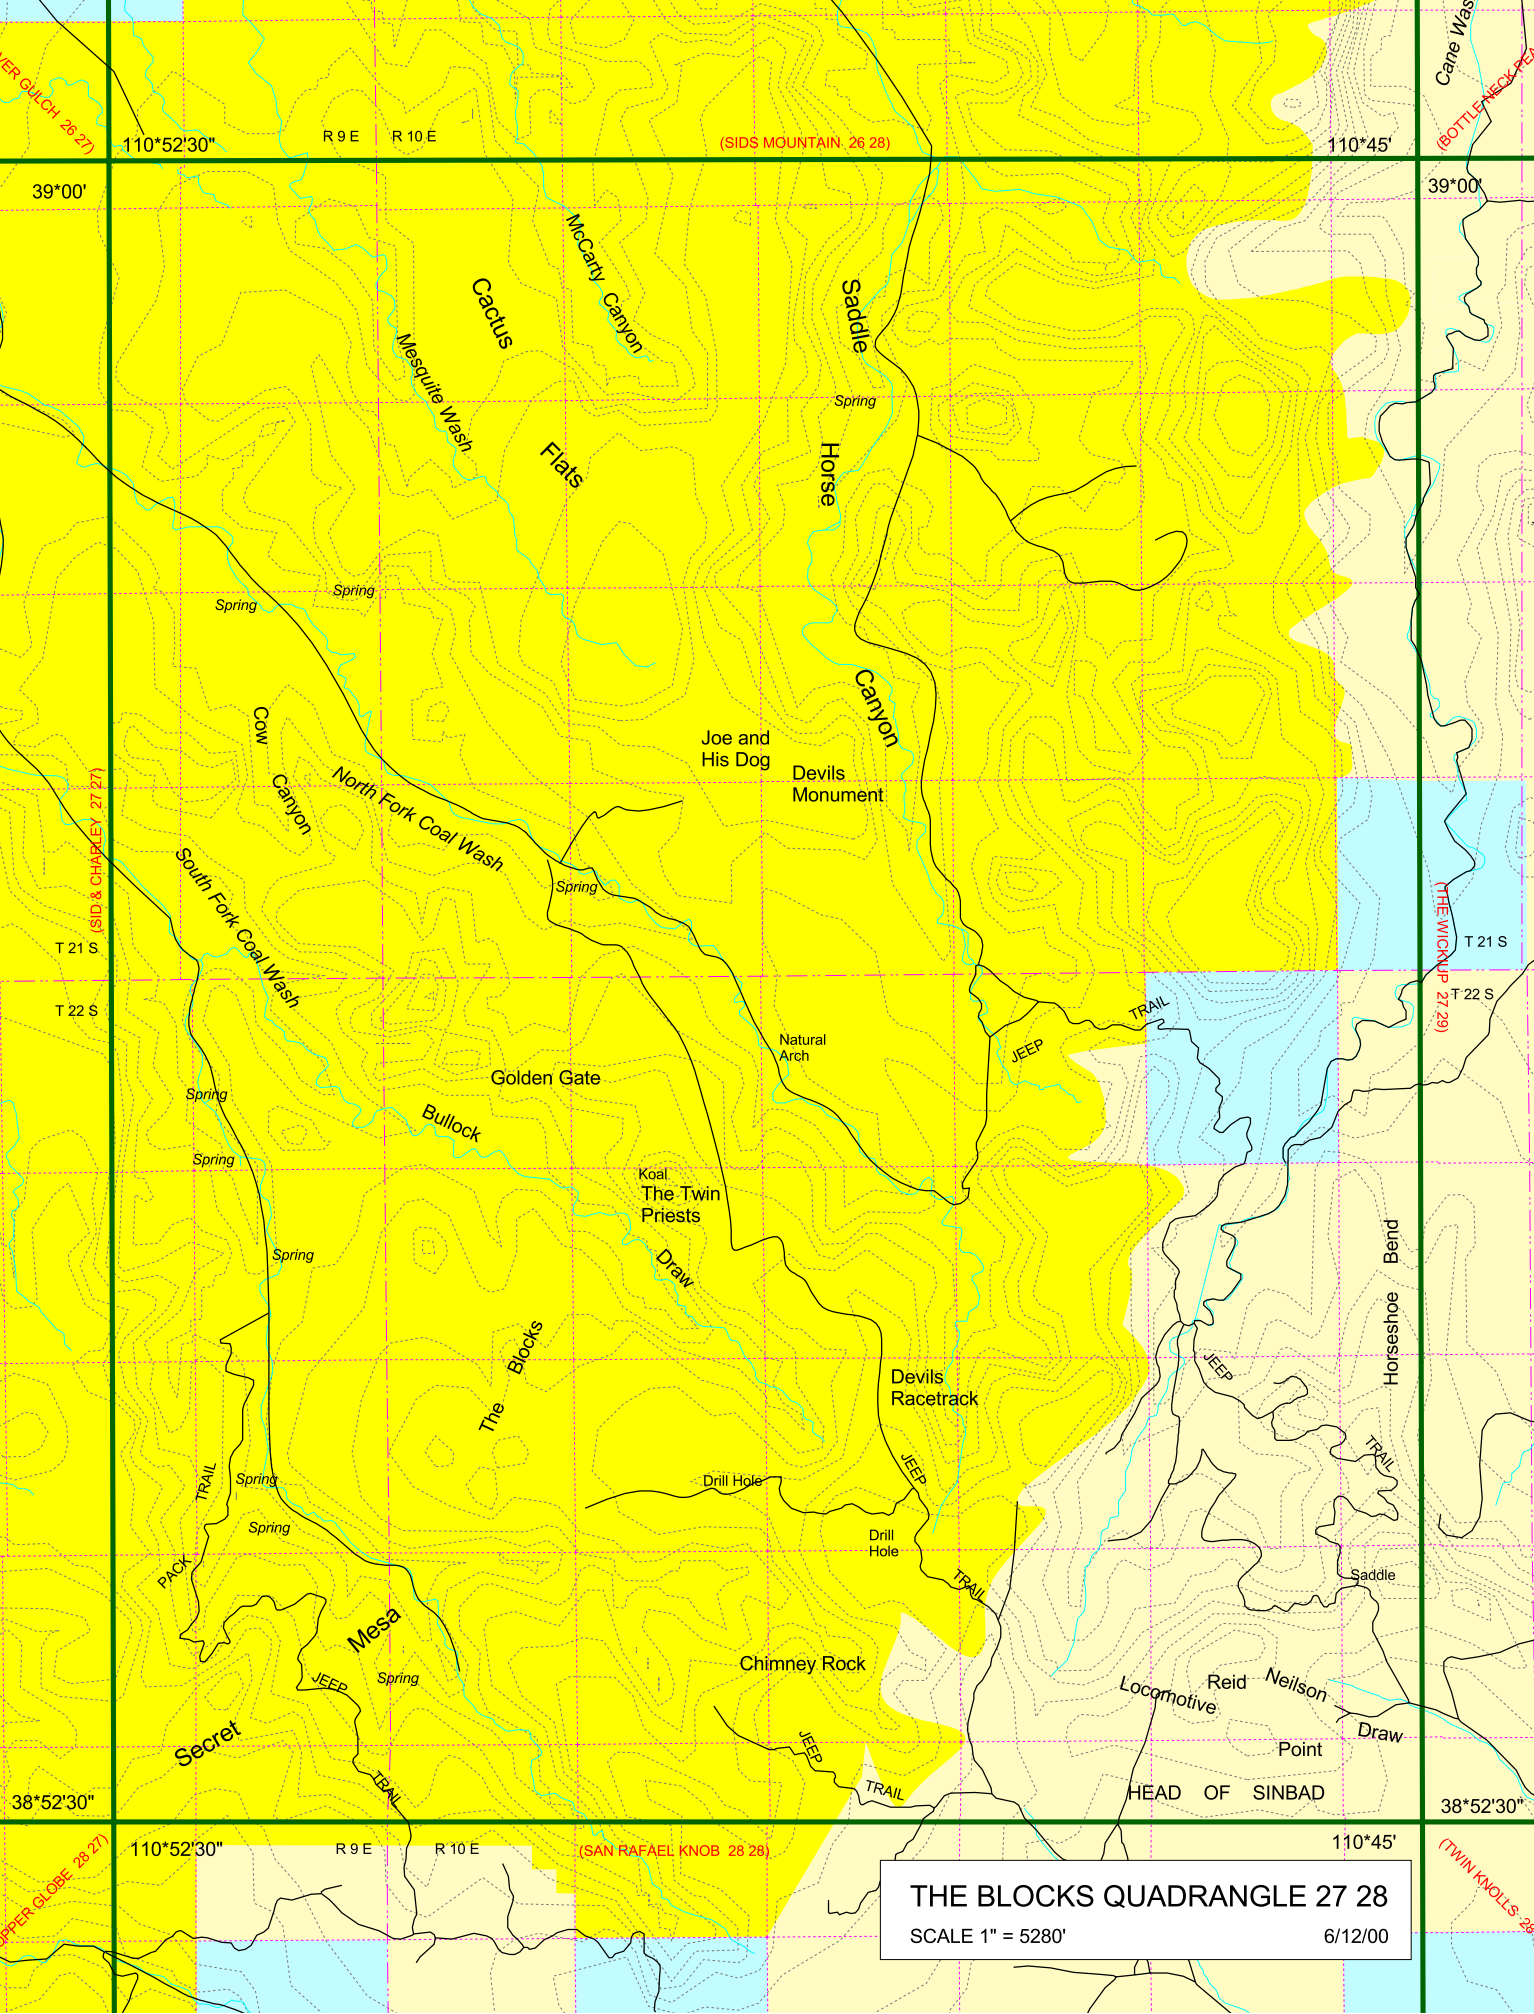 Cane Was
VER GULCH 26 27)
(BOTTLE NECK PEA
110*52'30"
R 9 E
R 10 E
(SIDS MOUNTAIN 26 28)
110*45'
39*00'
39*00'
McCarty Canyon
Cactus
Flats
Mesquite Wash
Saddle
Horse
Canyon
Spring
Spring
Spring
Cow
Canyon
North Fork Coal Wash
Joe and
His Dog
Devils
Monument
(SID & CHARLEY 27 27)
South Fork Coal Wash
Spring
(THE WICKIUP 27 29)
T 21 S
T 21 S
T 22 S
T 22 S
TRAIL
JEEP
Natural
Arch
Golden Gate
Spring
Bullock
Draw
Spring
Koal
The Twin
Priests
Spring
Horseshoe Bend
The Blocks
Devils
Racetrack
JEEP
TRAIL
JEEP
TRAIL
Drill Hole
Drill
Hole
TRAIL
PACK
Spring
Spring
Saddle
Secret
Mesa
JEEP
TRAIL
Spring
Chimney Rock
JEEP
TRAIL
Locomotive
Point
Reid Neilson
Draw
HEAD OF SINBAD
38*52'30"
38*52'30"
110*52'30"
R 9 E
R 10 E
(SAN RAFAEL KNOB 28 28)
110*45'
UPPER GLOBE 28 27)
(TWIN KNOLLS 28
THE BLOCKS QUADRANGLE 27 28
SCALE 1" = 5280'
6/12/00